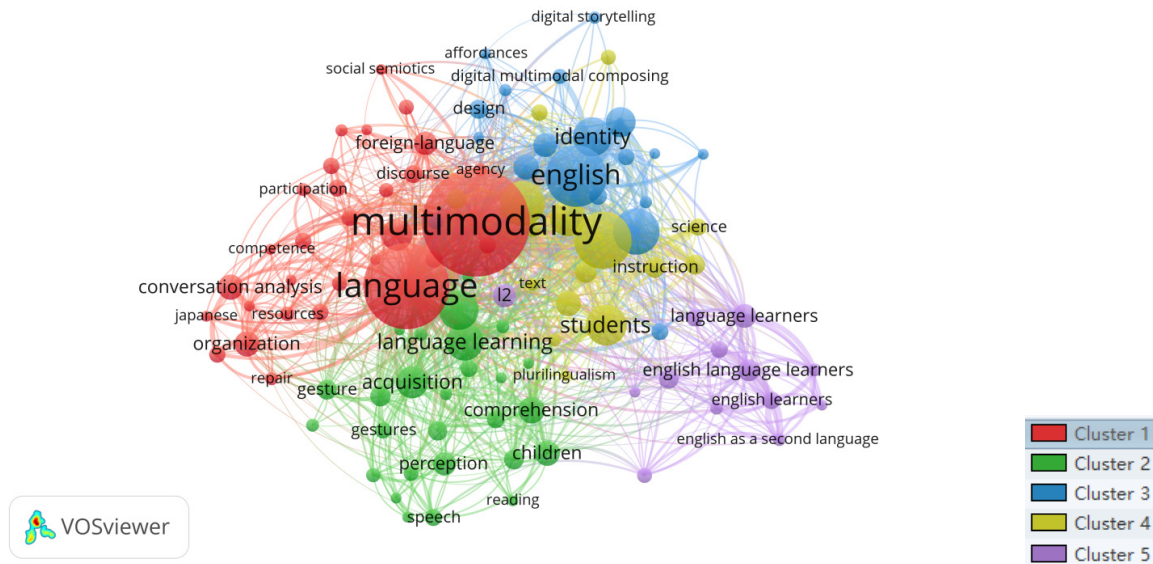 digital storytelling
affordances
social semiotics
digital multimodal composing
design
identity
foreign-language
agency
discourse
english
participation
multimodality
science
competence
instruction
conversation analysis
language
text
l2
japanese
resources
language learners
students
organization
language learning
english language learners
repair
plurilingualism
gesture
acquisition
english learners
comprehension
gestures
english as a second language
children
perception
reading
speech
VOSviewer
Cluster 1
Cluster 2
Cluster 3
Cluster 4
Cluster 5